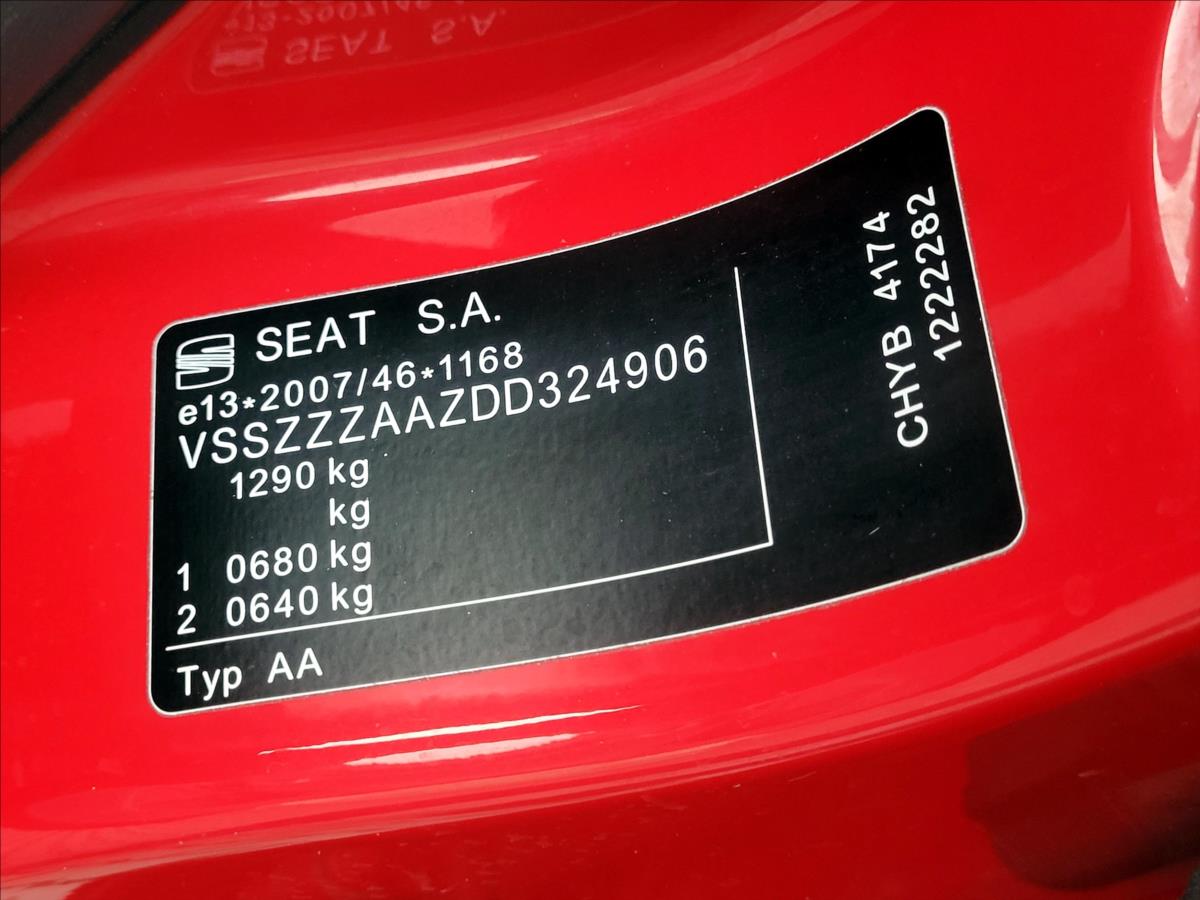 SEAT S.A.
e13*2007/46*1168
VSSZZZAAZDD324906
1290 kg
kg
1 0680 kg
2 0640 kg
Typ AA
CHYB 4174
1222282